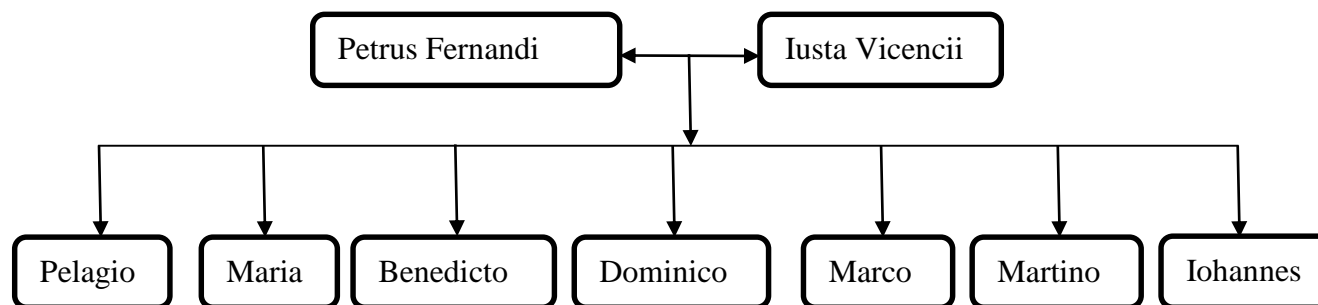 Petrus Fernandi
Iusta Vicencii
Pelagio
Maria
Benedicto
Dominico
Marco
Martino
Iohannes